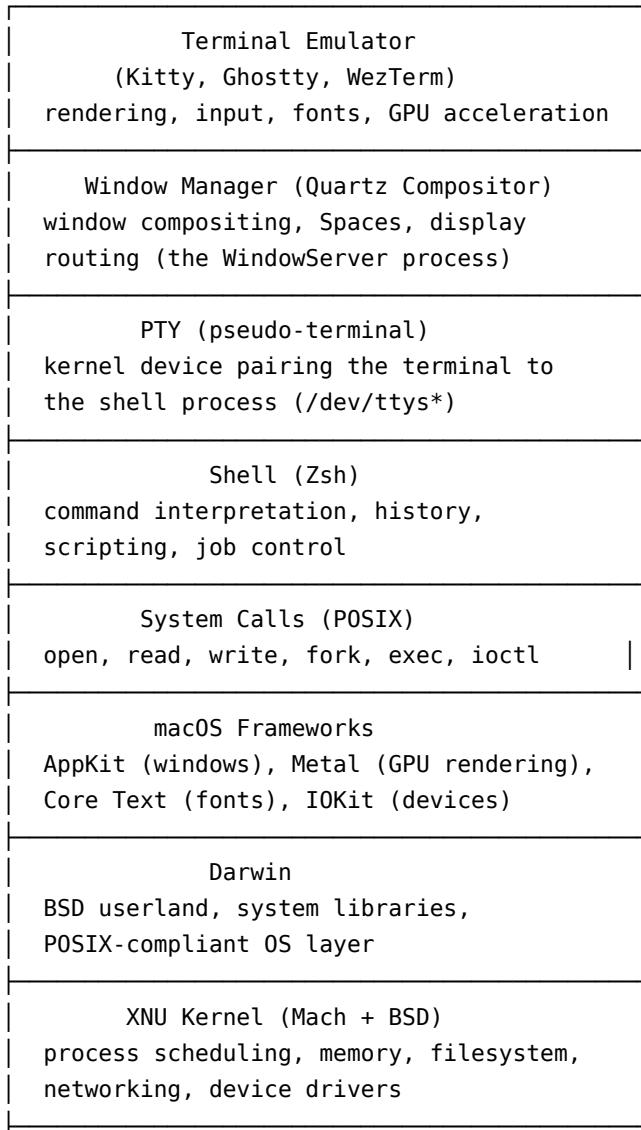 Terminal Emulator
(Kitty, Ghostty, WezTerm)
rendering, input, fonts, GPU acceleration
Window Manager (Quartz Compositor)
window compositing, Spaces, display
routing (the WindowServer process)
PTY (pseudo-terminal)
kernel device pairing the terminal to
the shell process (/dev/ttys*)
Shell (Zsh)
command interpretation, history,
scripting, job control
System Calls (POSIX)
open, read, write, fork, exec, ioctl
macOS Frameworks
AppKit (windows), Metal (GPU rendering),
Core Text (fonts), IOKit (devices)
Darwin
BSD userland, system libraries,
POSIX-compliant OS layer
XNU Kernel (Mach + BSD)
process scheduling, memory, filesystem,
networking, device drivers